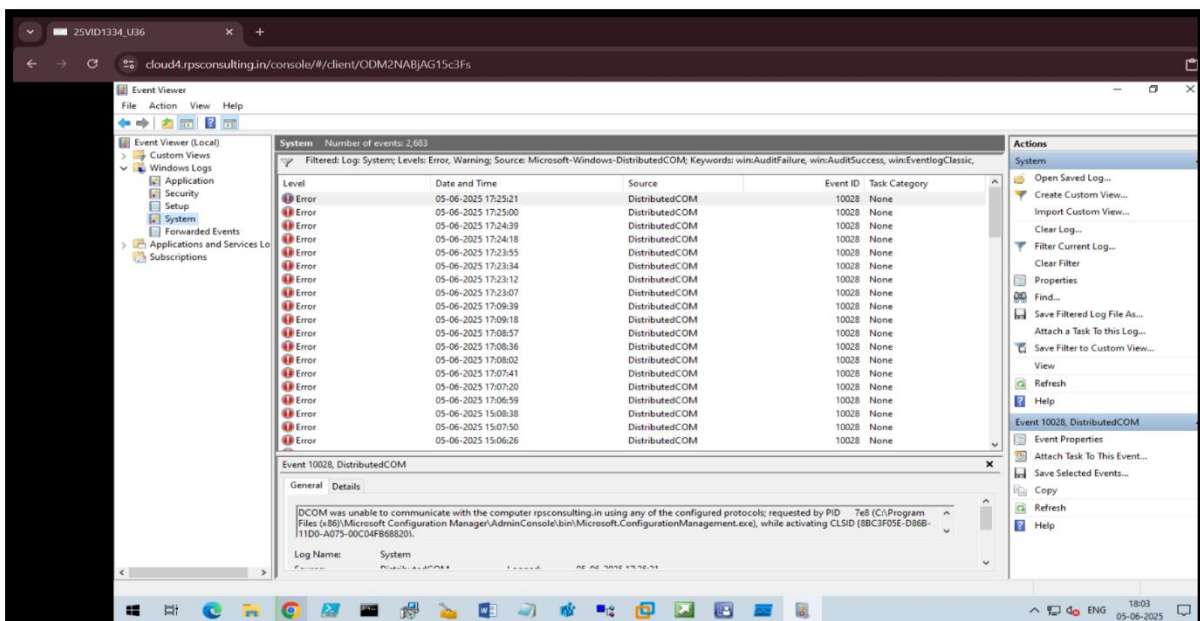 25VID1334_U36
cloud4.rpsconsulting.in/console/#/client/ODM2NABjAG15c3Fs
Event Viewer
File Action View Help
Event Viewer (Local)
Custom Views
Windows Logs
Application
Security
Setup
System
Forwarded Events
Applications and Services Lo
Subscriptions
System Number of events: 2,683
Filtered: Log: System; Levels: Error, Warning; Source: Microsoft-Windows-DistributedCOM; Keywords: win:AuditFailure, win:AuditSuccess, win:EventlogClassic,
Level Date and Time Source Event ID Task Category
Error 05-06-2025 17:25:21 DistributedCOM 10028 None
Error 05-06-2025 17:25:00 DistributedCOM 10028 None
Error 05-06-2025 17:24:39 DistributedCOM 10028 None
Error 05-06-2025 17:24:18 DistributedCOM 10028 None
Error 05-06-2025 17:23:55 DistributedCOM 10028 None
Error 05-06-2025 17:23:34 DistributedCOM 10028 None
Error 05-06-2025 17:23:12 DistributedCOM 10028 None
Error 05-06-2025 17:23:07 DistributedCOM 10028 None
Error 05-06-2025 17:09:39 DistributedCOM 10028 None
Error 05-06-2025 17:09:18 DistributedCOM 10028 None
Error 05-06-2025 17:08:57 DistributedCOM 10028 None
Error 05-06-2025 17:08:36 DistributedCOM 10028 None
Error 05-06-2025 17:08:02 DistributedCOM 10028 None
Error 05-06-2025 17:07:41 DistributedCOM 10028 None
Error 05-06-2025 17:07:20 DistributedCOM 10028 None
Error 05-06-2025 17:06:59 DistributedCOM 10028 None
Error 05-06-2025 15:08:38 DistributedCOM 10028 None
Error 05-06-2025 15:07:50 DistributedCOM 10028 None
Error 05-06-2025 15:06:26 DistributedCOM 10028 None
Event 10028, DistributedCOM
General Details
DCOM was unable to communicate with the computer rpsconsulting.in using any of the configured protocols; requested by PID 7e8 (C:\Program
Files (x86)\Microsoft Configuration Manager\AdminConsole\bin\Microsoft.ConfigurationManagement.exe), while activating CLSID {8BC3F05E-D86B-
11D0-A075-00C04FB68820}.
Log Name: System
Actions
System
Open Saved Log...
Create Custom View...
Import Custom View...
Clear Log...
Filter Current Log...
Clear Filter
Properties
Find...
Save Filtered Log File As...
Attach a Task To this Log...
Save Filter to Custom View...
View
Refresh
Help
Event 10028, DistributedCOM
Event Properties
Attach Task To This Event...
Save Selected Events...
Copy
Refresh
Help
ENG
18:03
05-06-2025